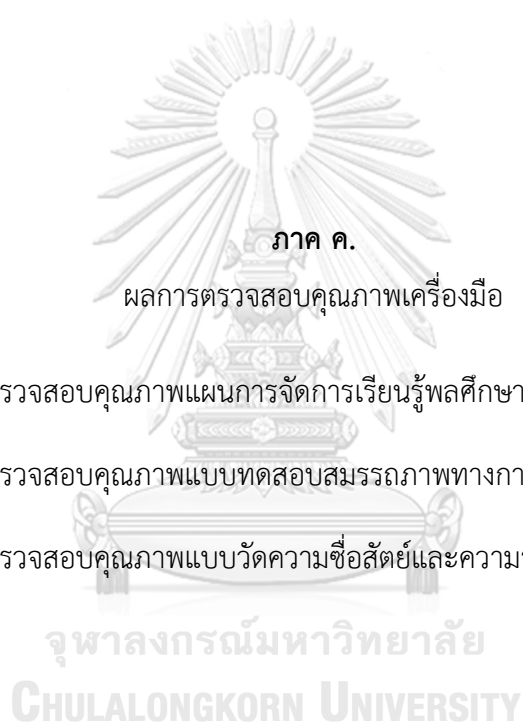 ภาค ค.
ผลการตรวจสอบคุณภาพเครื่องมือ
รวจสอบคุณภาพแผนการจัดการเรียนรู้พลศึกษา
รวจสอบคุณภาพแบบทดสอบสมรรถภาพทางกา
รวจสอบคุณภาพแบบวัดความซื่อสัตย์และความ
จุฬาลงกรณ์มหาวิทยาลัย
CHULALONGKORN UNIVERSITY